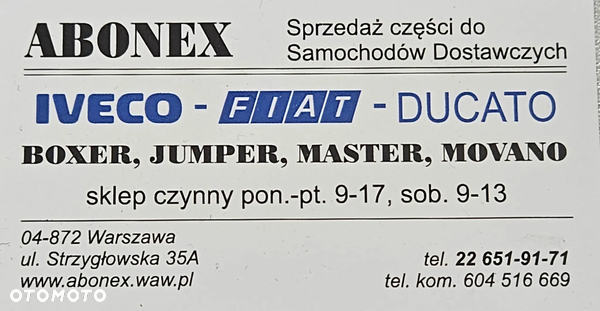 ABONEX
Sprzedaż części do
Samochodów Dostawczych
IVECO - FIAT - DUCATO
BOXER, JUMPER, MASTER, MOVANO
sklep czynny pon.-pt. 9-17, sob. 9-13
04-872 Warszawa
ul. Strzygłowska 35A
tel. 22 651-91-71
www.abonex.waw.pl
tel. kom. 604 516 669
OTOMOTO